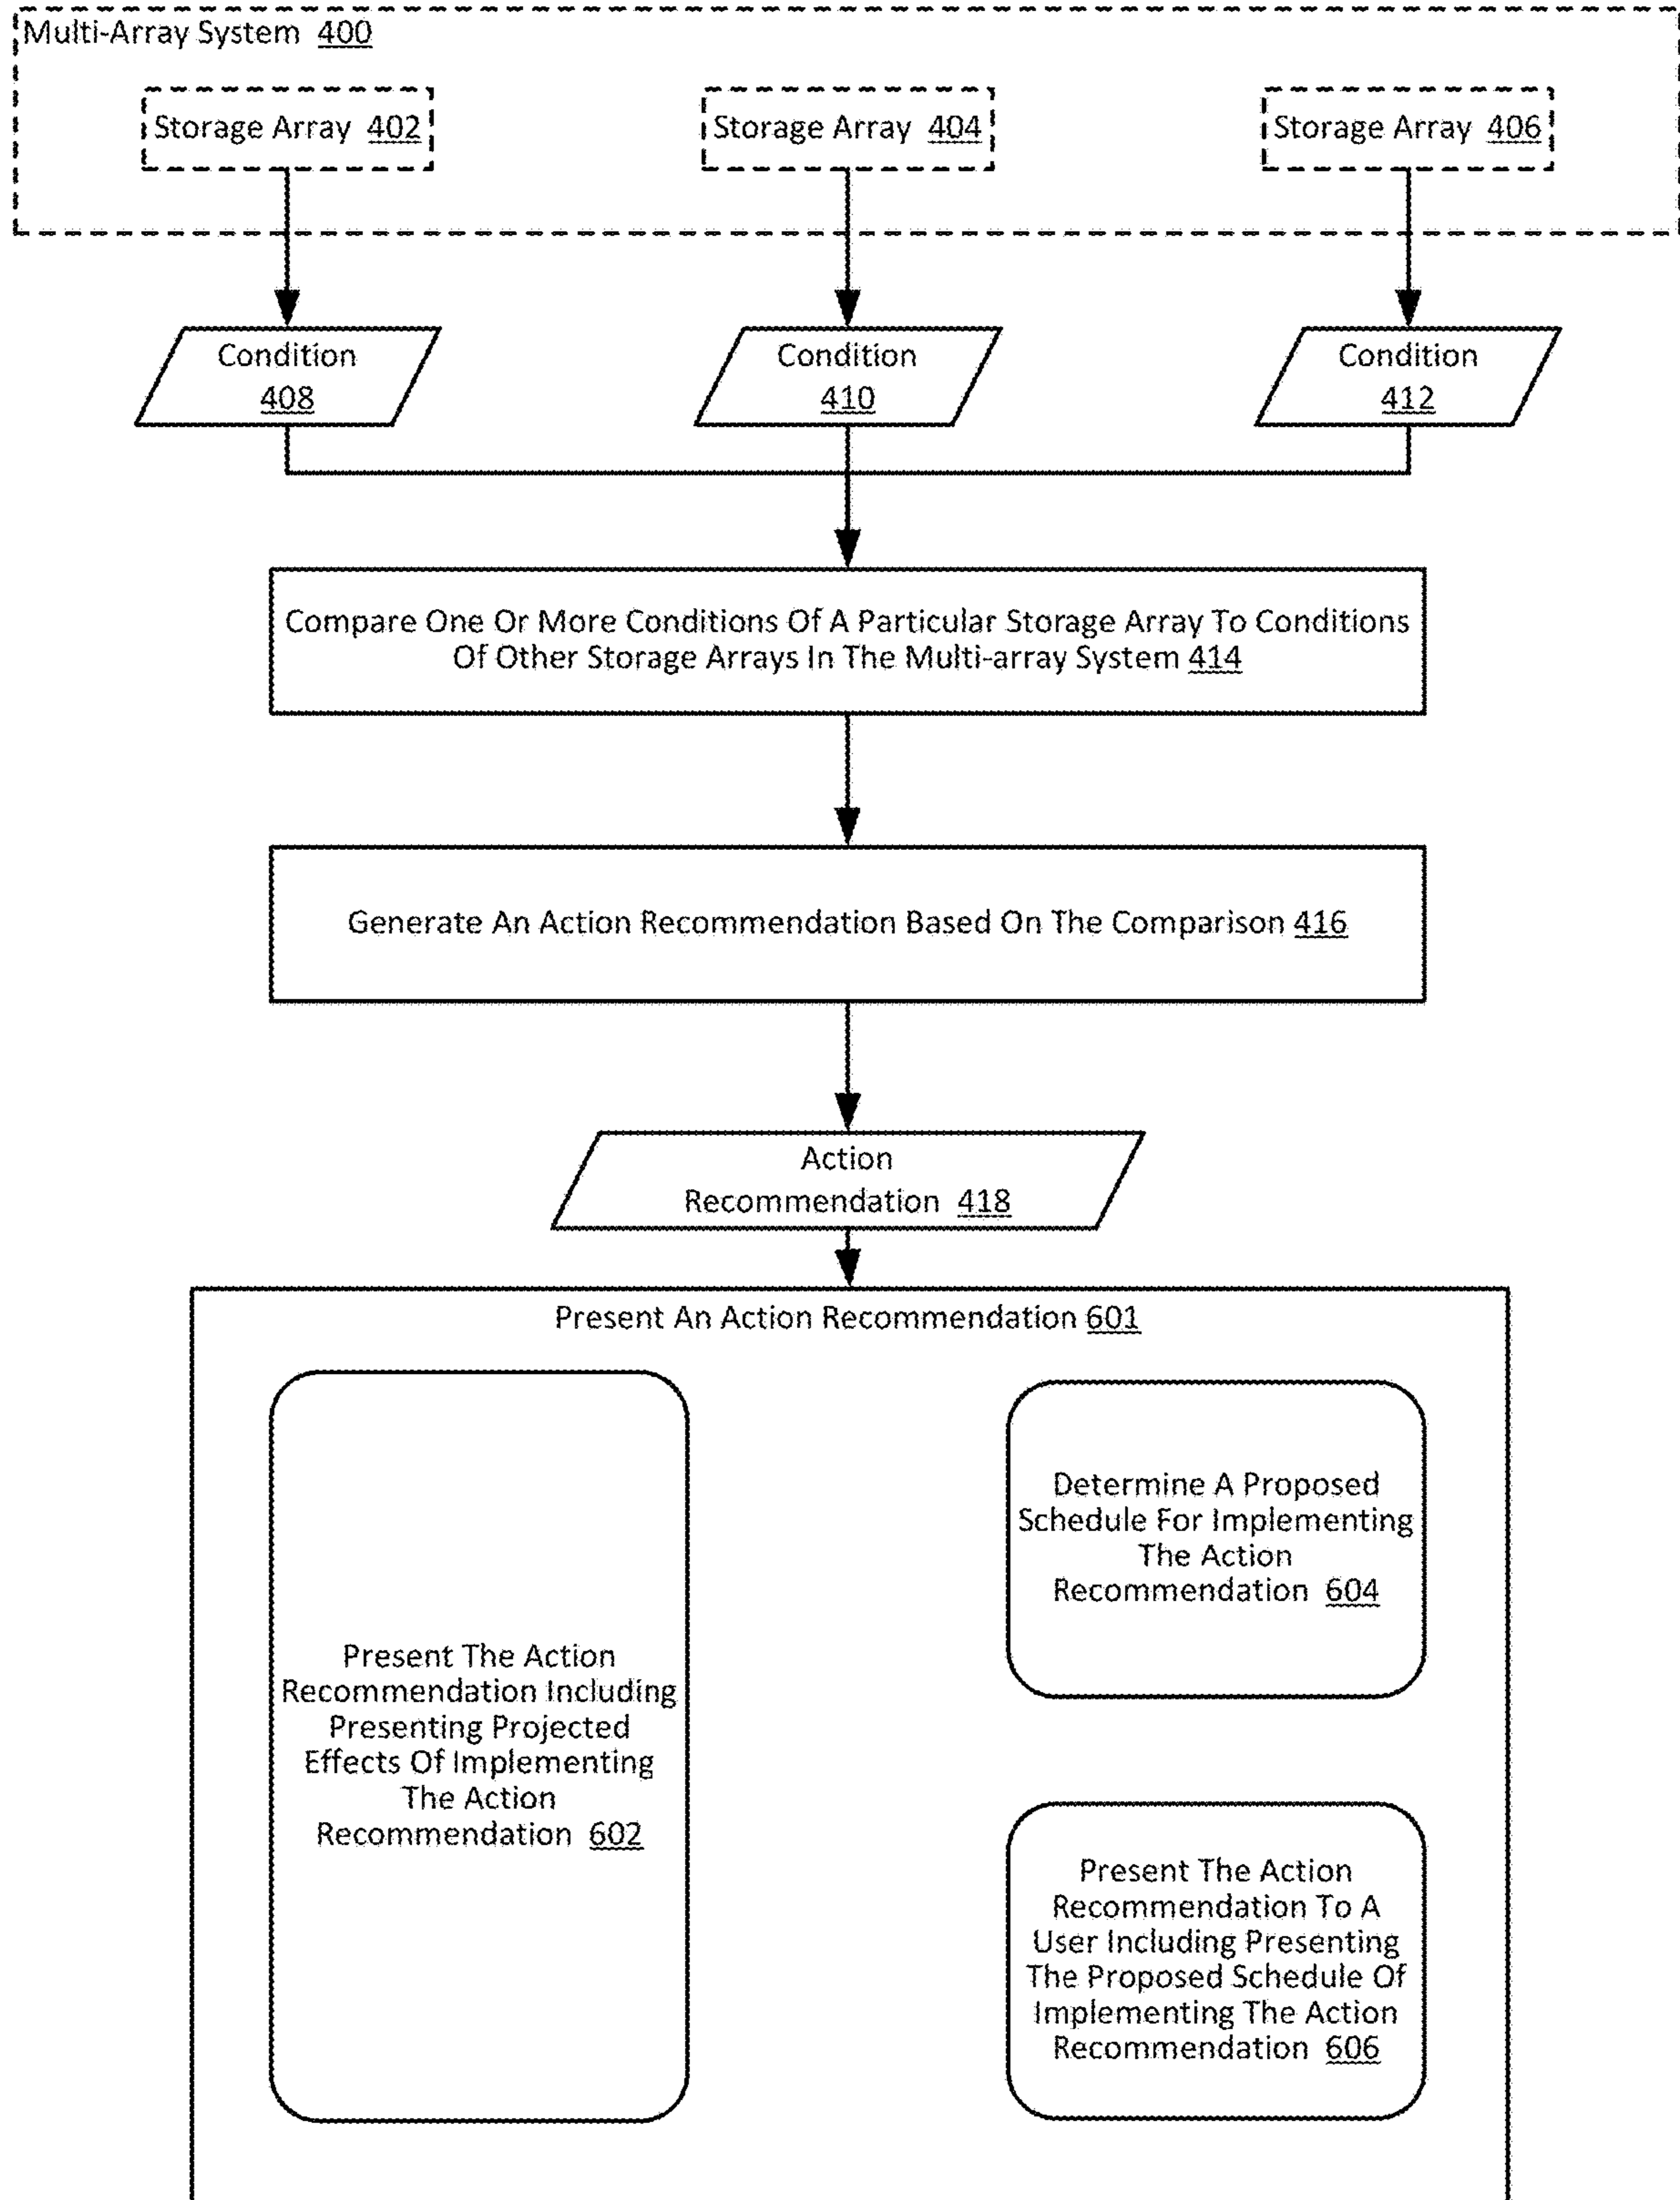 Multi-Array System 400
Storage Array 402
Storage Array 404
Storage Array 406
Condition
408
Condition
410
Condition
412
Compare One Or More Conditions Of A Particular Storage Array To Conditions
Of Other Storage Arrays In The Multi-array System 414
Generate An Action Recommendation Based On The Comparison 416
Action
Recommendation 418
Present An Action Recommendation 601
Present The Action
Recommendation Including
Presenting Projected
Effects Of Implementing
The Action
Recommendation 602
Determine A Proposed
Schedule For Implementing
The Action
Recommendation 604
Present The Action
Recommendation To A
User Including Presenting
The Proposed Schedule Of
Implementing The Action
Recommendation 606